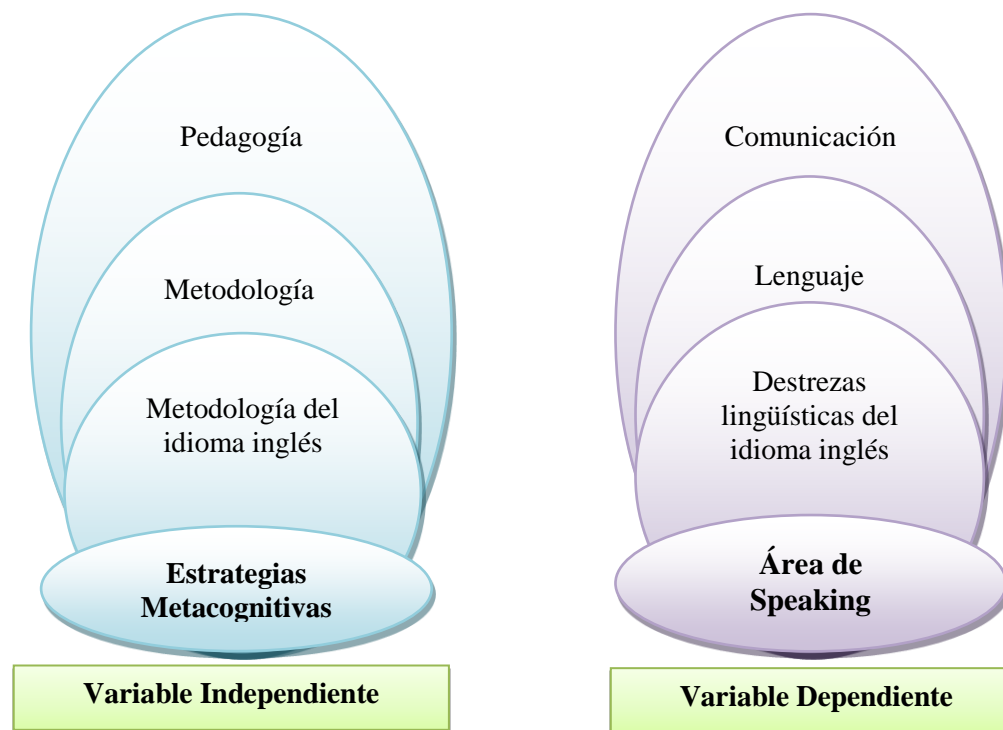 Pedagogía
Metodología
Metodología del
idioma inglés
Estrategias
Metacognitivas
Variable Independiente
Comunicación
Lenguaje
Destrezas
lingüísticas del
idioma inglés
Área de
Speaking
Variable Dependiente